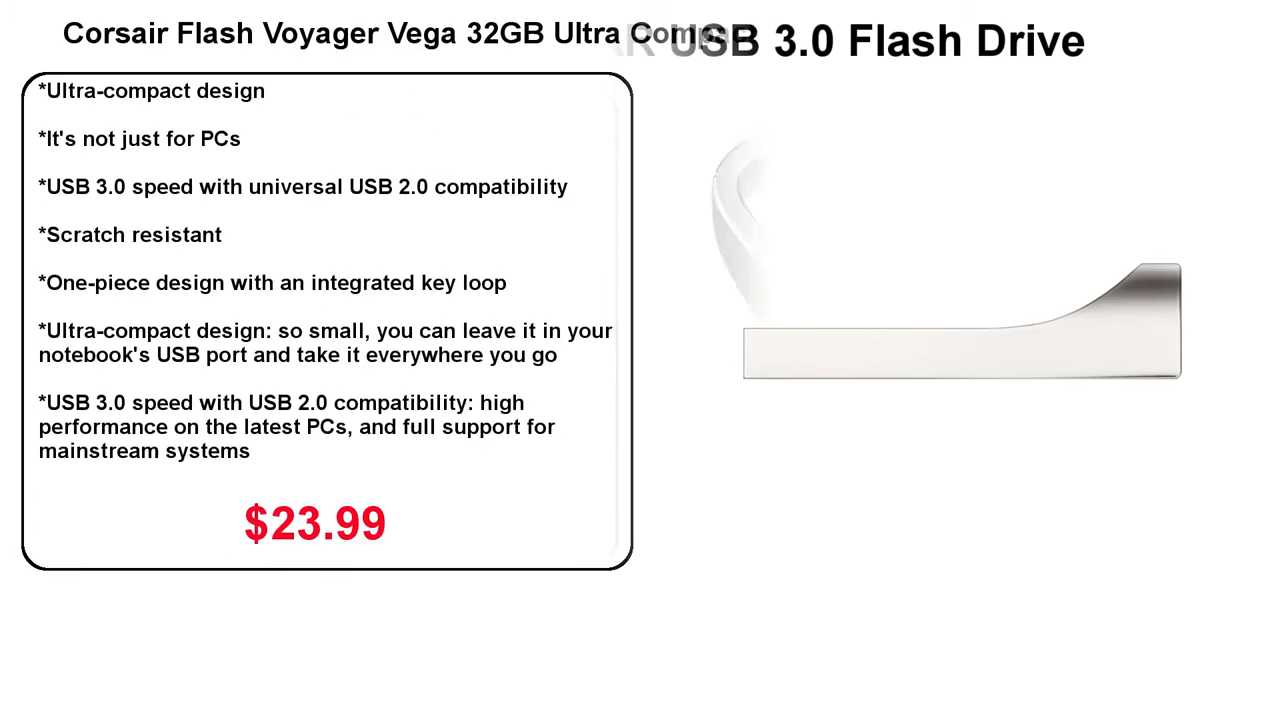 Corsair Flash Voyager Vega 32GB Ultra
USB 3.0 Flash Drive
*Ultra-compact design
*It's not just for PCs
*USB 3.0 speed with universal USB 2.0 compatibility
*Scratch resistant
*One-piece design with an integrated key loop
*Ultra-compact design: so small, you can leave it in your
notebook's USB port and take it everywhere you go
*USB 3.0 speed with USB 2.0 compatibility: high
performance on the latest PCs, and full support for
mainstream systems
$23.99